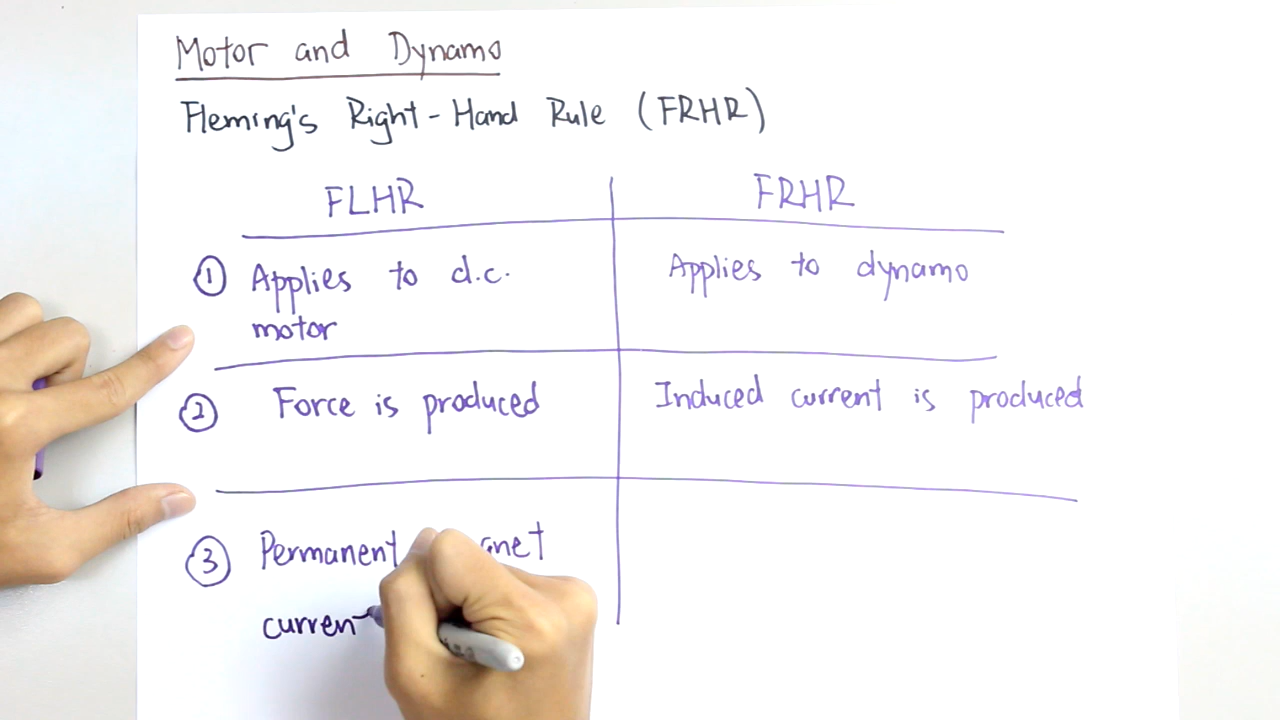 Motor and Dynamo
Fleming's Right-Hand Rule (FRHR)
FLHR FRHR
1 Applies to d.c. Applies to dynamo
motor
2 Force is produced Induced current is produced
3 Permanent
curren